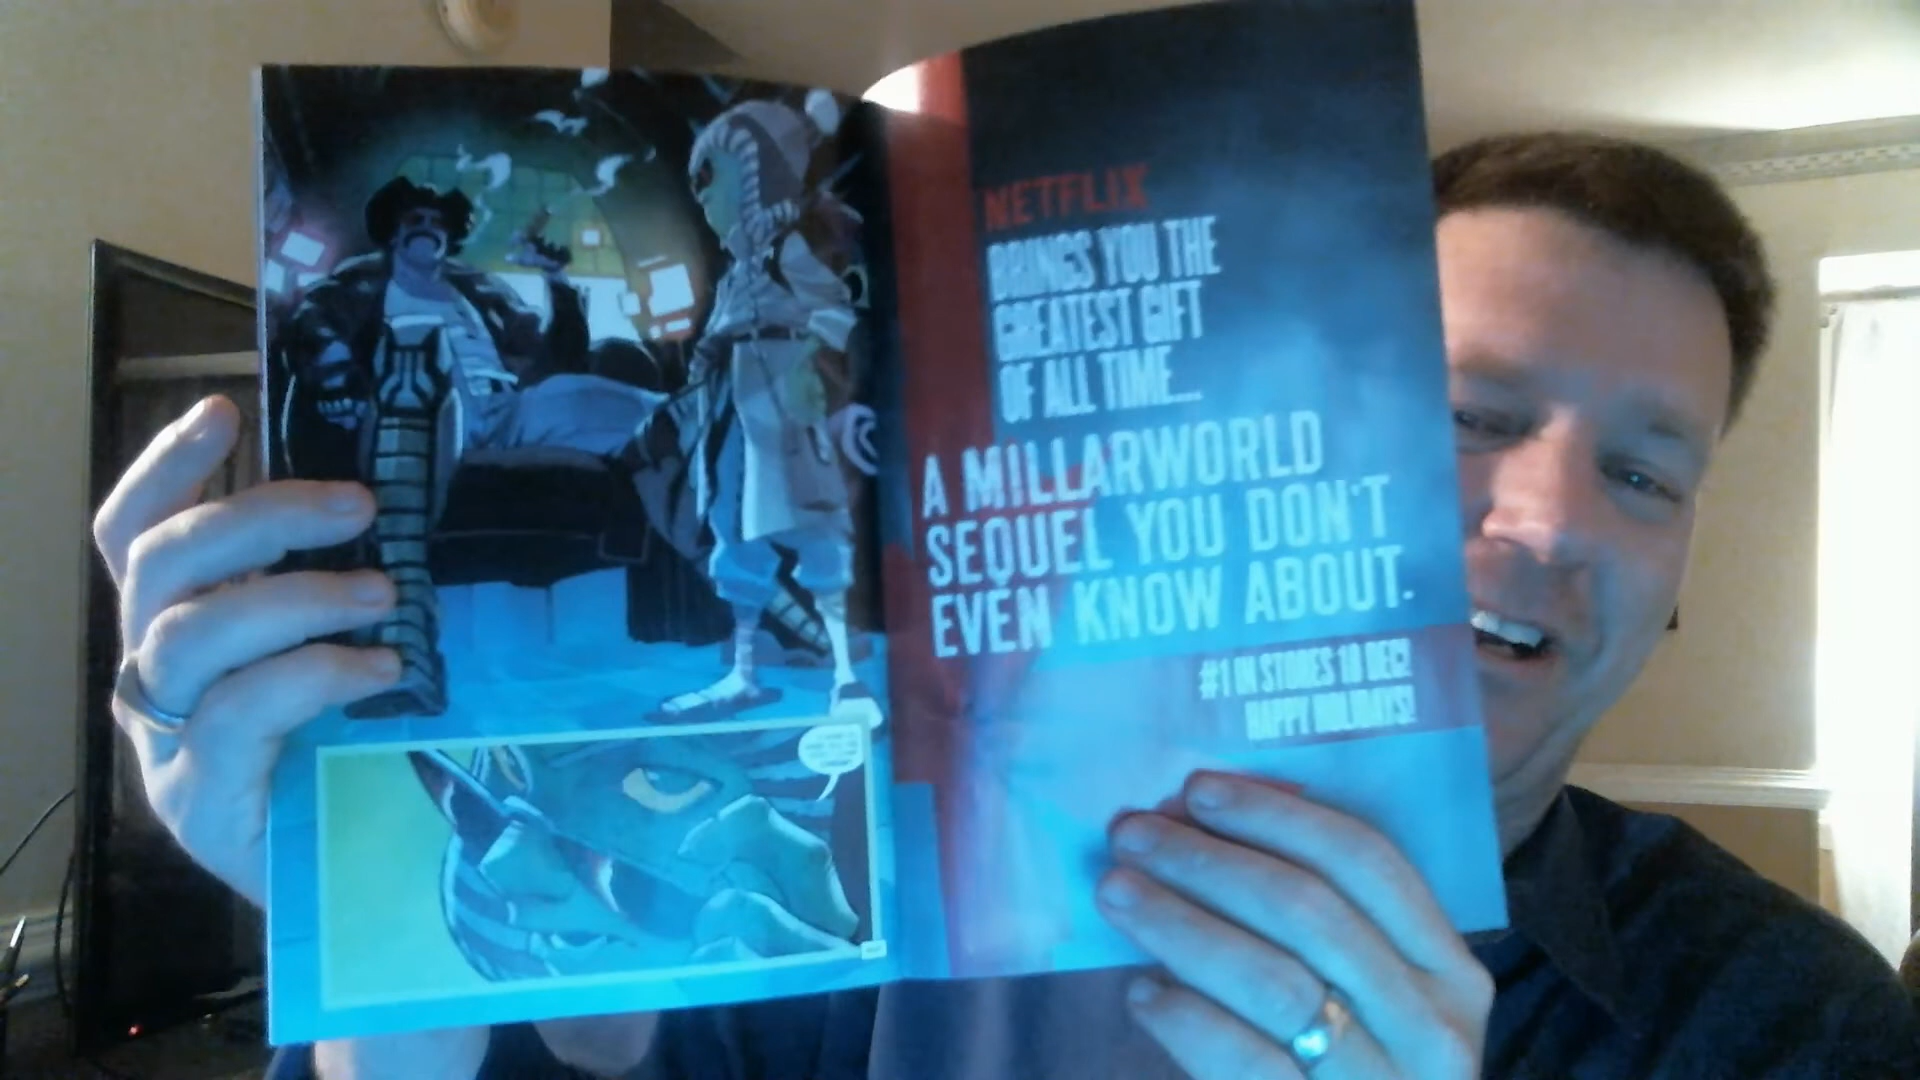 NETFLIX
BRINGS YOU THE
GREATEST GIFT
OF ALL TIME...
A MILLARWORLD
SEQUEL YOU DON'T
EVEN KNOW ABOUT.
#1 IN STORES 18 DEC!
HAPPY HOLIDAYS!